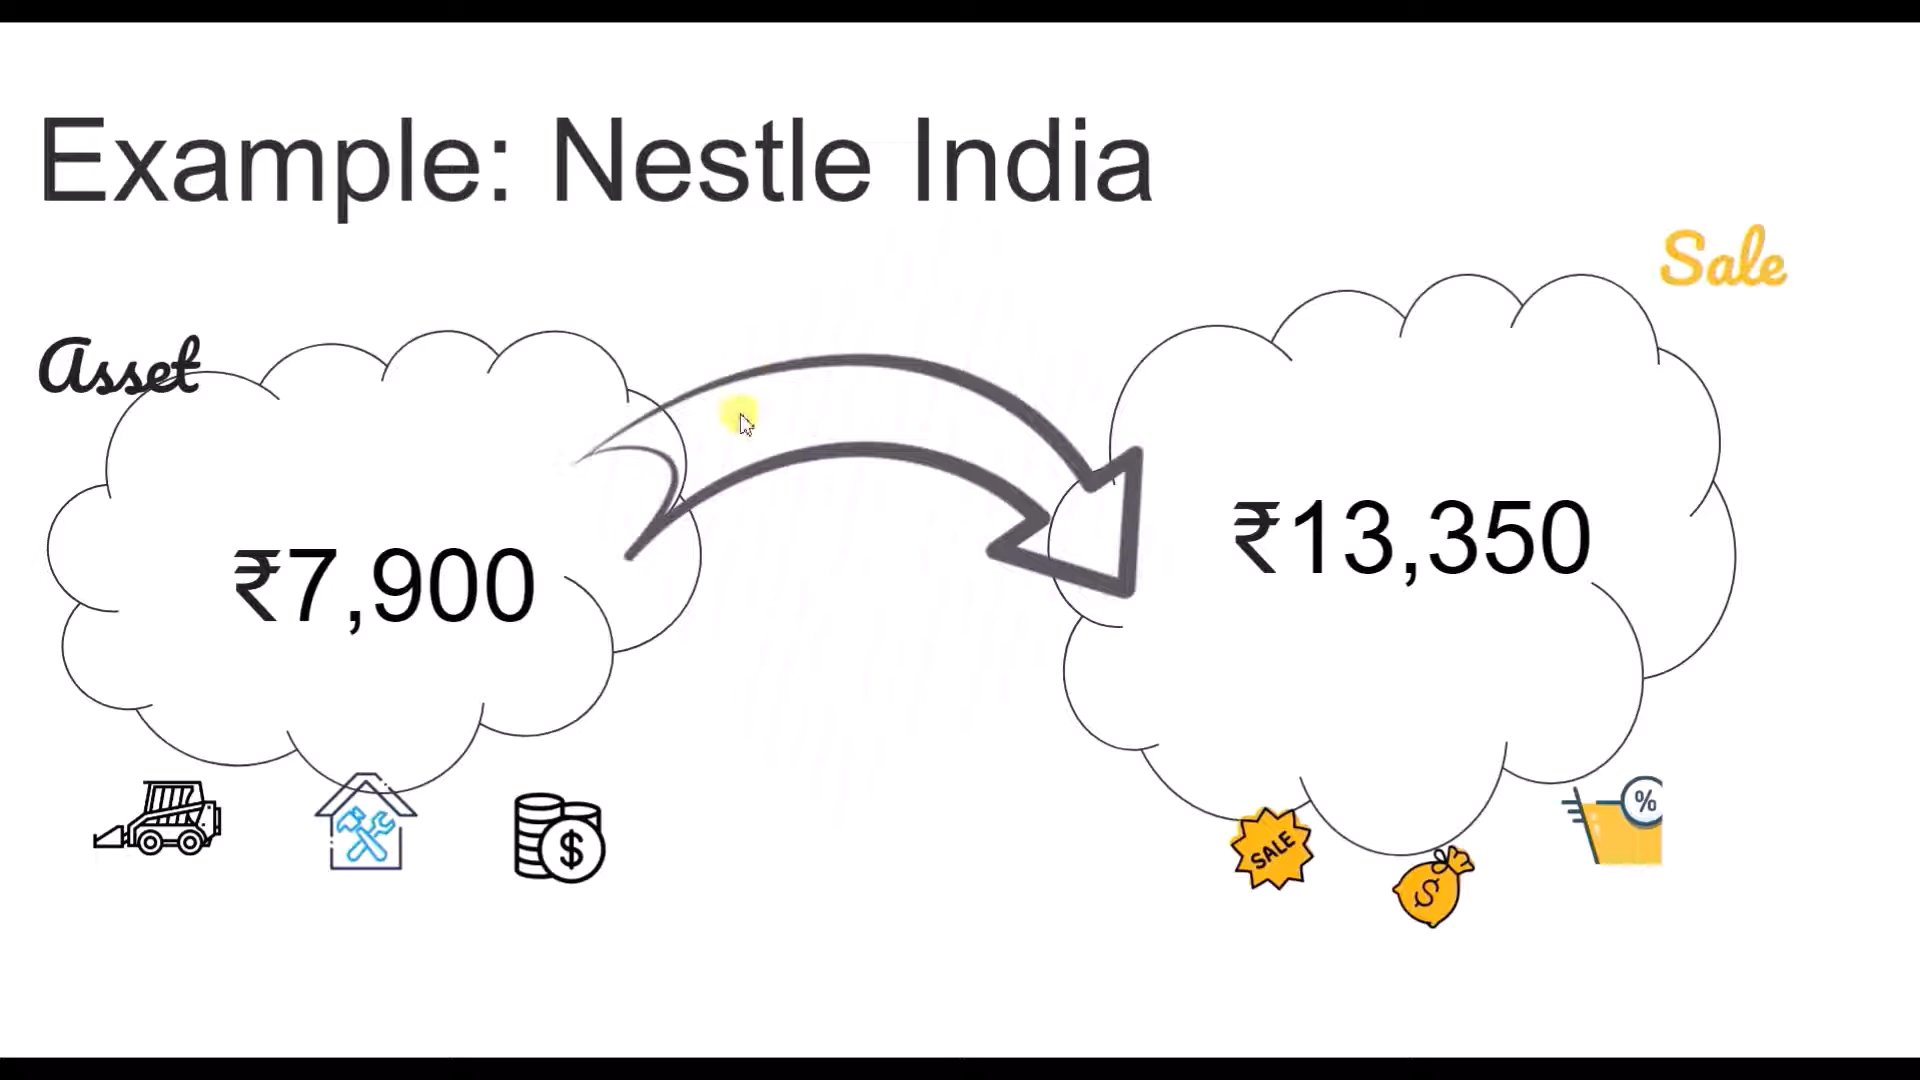 Example: Nestle India
Sale
Asset
₹7,900
₹13,350
$
SALE
$
%